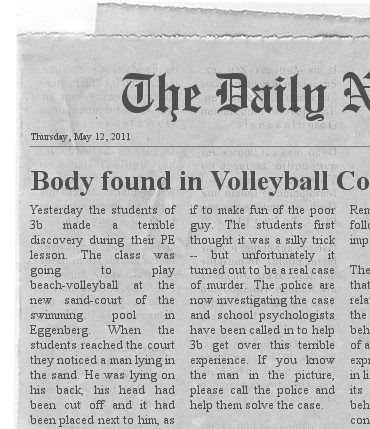 The Daily N
Thursday, May 12, 2011
Body found in Volleyball Co
Yesterday the students of
3b made a terrible
discovery during their PE
lesson. The class was
going to play
beach-volleyball at the
new sand-court of the
swimming pool in
Eggenberg. When the
students reached the court
they noticed a man lying in
the sand. He was lying on
his back, his head had
been cut off and it had
been placed next to him, as
if to make fun of the poor
guy. The students first
thought it was a silly trick
-- but unfortunately it
turned out to be a real case
of murder. The police are
now investigating the case
and school psychologists
have been called in to help
3b get over this terrible
experience. If you know
the man in the picture,
please call the police and
help them solve the case.
Ren
follo
imp
The
that
rela
the
beh
of a
exp
in li
its
beh
con